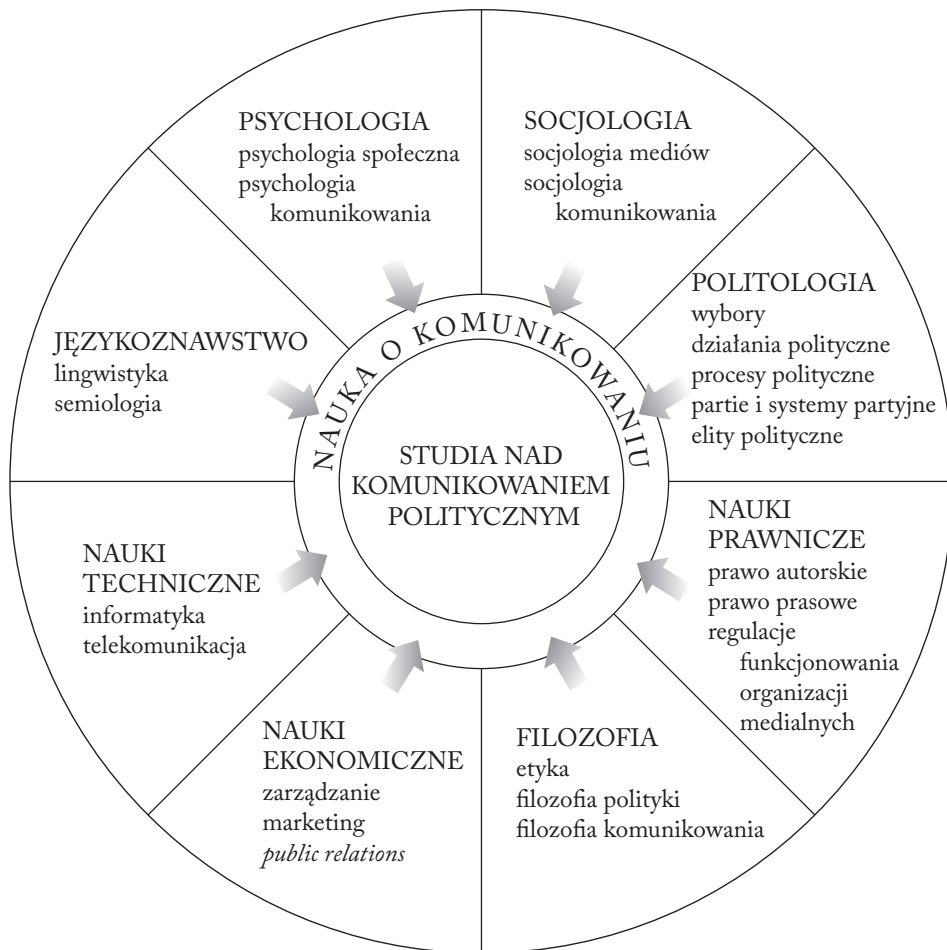 PSYCHOLOGIA
psychologia społeczna
psychologia
komunikowania
SOCJOLOGIA
socjologia mediów
socjologia
komunikowania
POLITOLOGIA
wybory
działania polityczne
procesy polityczne
partie i systemy partyjne
elity polityczne
JĘZYKOZNAWSTWO
lingwistyka
semiologia
NAUKA O KOMUNIKOWANIU
STUDIA NAD
KOMUNIKOWANIEM
POLITYCZNYM
NAUKI
PRAWNICZE
prawo autorskie
prawo prasowe
regulacje
funkcjonowania
organizacji
medialnych
NAUKI
TECHNICZNE
informatyka
telekomunikacja
NAUKI
EKONOMICZNE
zarządzanie
marketing
public relations
FILOZOFIA
etyka
filozofia polityki
filozofia komunikowania